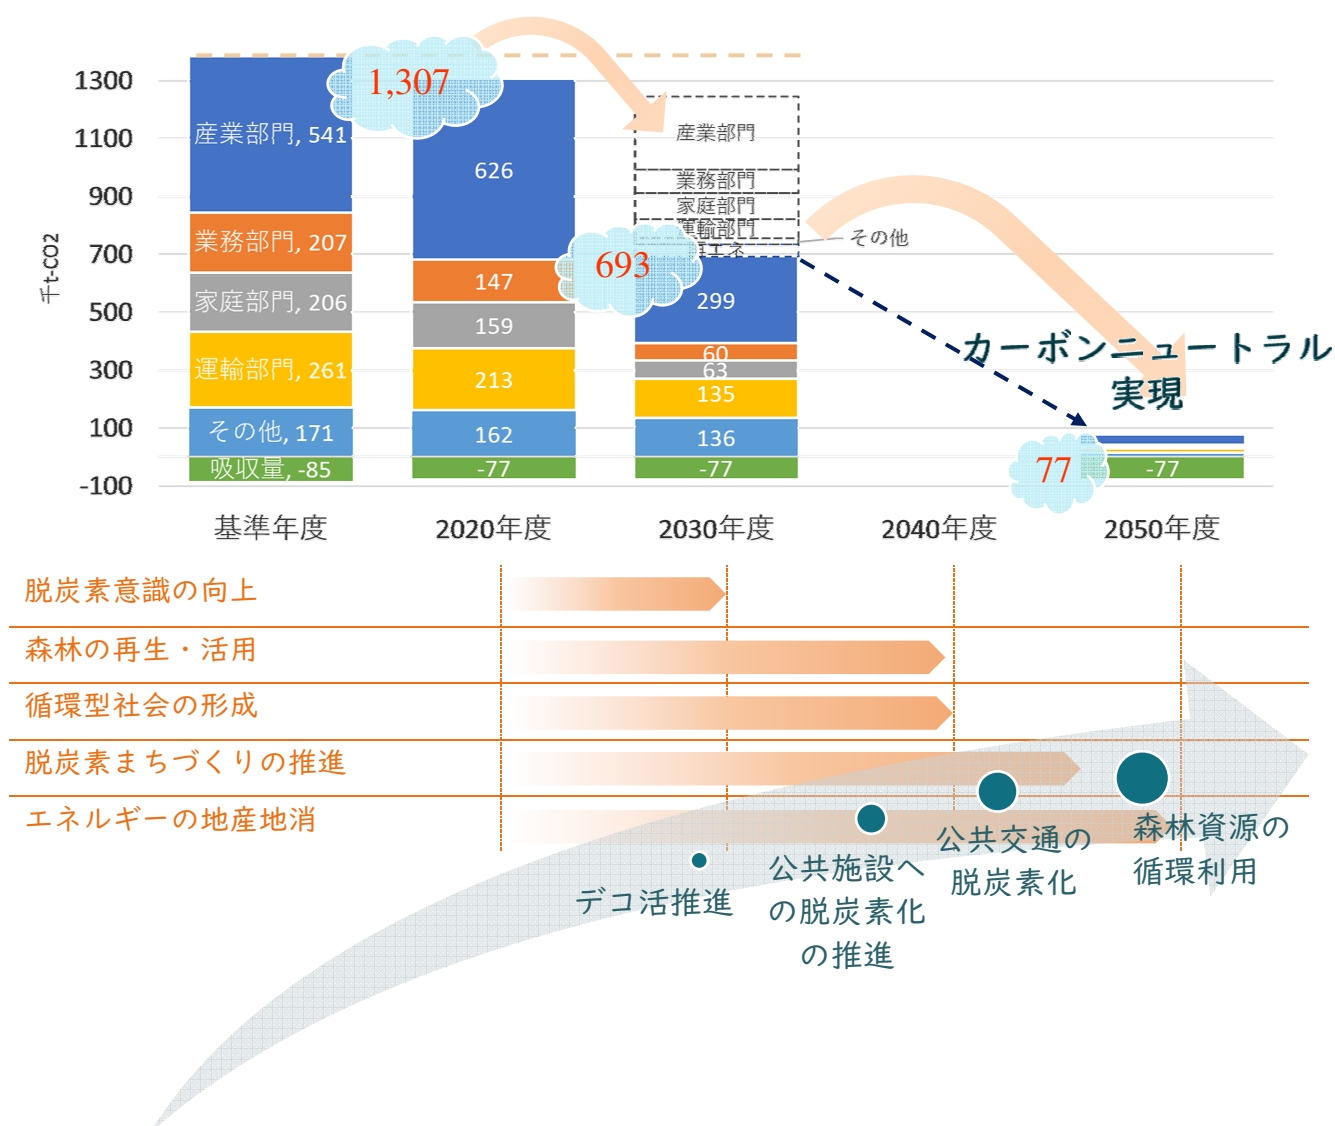 千t-CO2
1300
1100
900
700
500
300
100
-100
産業部門, 541
業務部門, 207
家庭部門, 206
運輸部門, 261
その他, 171
吸収量, -85
1,307
626
147
159
213
162
-77
産業部門
業務部門
家庭部門
運輸部門
その他
エネ
693
299
60
63
135
136
-77
カーボンニュートラル
実現
77
-77
基準年度
2020年度
2030年度
2040年度
2050年度
脱炭素意識の向上
森林の再生・活用
循環型社会の形成
脱炭素まちづくりの推進
エネルギーの地産地消
デコ活推進
公共施設へ
の脱炭素化
の推進
公共交通の
脱炭素化
森林資源の
循環利用